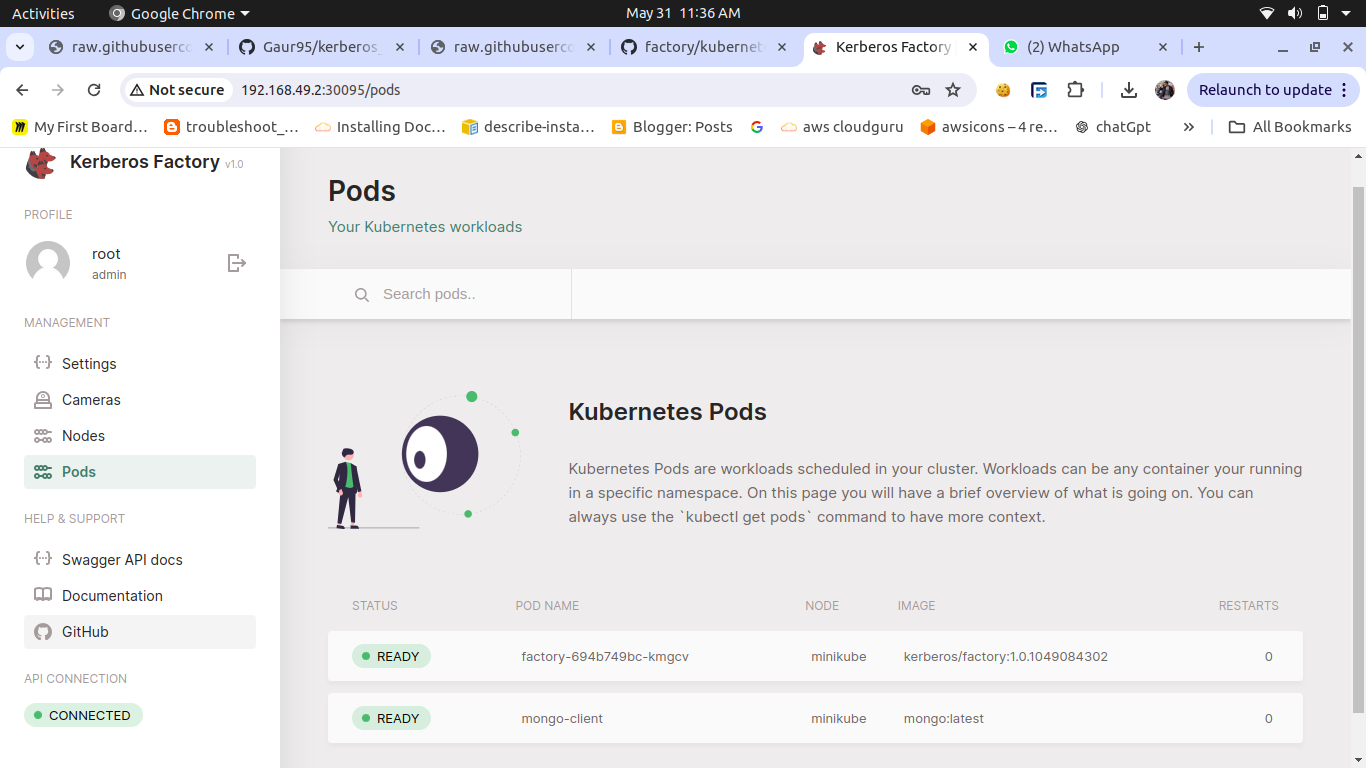 Activities
Google Chrome
May 31 11:36 AM
raw.githubuserco
Gaur95/kerberos_
raw.githubuserco
factory/kubernet
Kerberos Factory
(2) WhatsApp
Not secure
192.168.49.2:30095/pods
Relaunch to update
My First Board…
troubleshoot_…
Installing Doc…
describe-insta…
Blogger: Posts
aws cloudguru
awsicons – 4 re…
chatGpt
All Bookmarks
Kerberos Factory v1.0
PROFILE
root
admin
MANAGEMENT
Settings
Cameras
Nodes
Pods
HELP & SUPPORT
Swagger API docs
Documentation
GitHub
API CONNECTION
CONNECTED
Pods
Your Kubernetes workloads
Search pods..
Kubernetes Pods
Kubernetes Pods are workloads scheduled in your cluster. Workloads can be any container your running
in a specific namespace. On this page you will have a brief overview of what is going on. You can
always use the `kubectl get pods` command to have more context.
STATUS POD NAME NODE IMAGE RESTARTS
READY factory-694b749bc-kmgcv minikube kerberos/factory:1.0.1049084302 0
READY mongo-client minikube mongo:latest 0